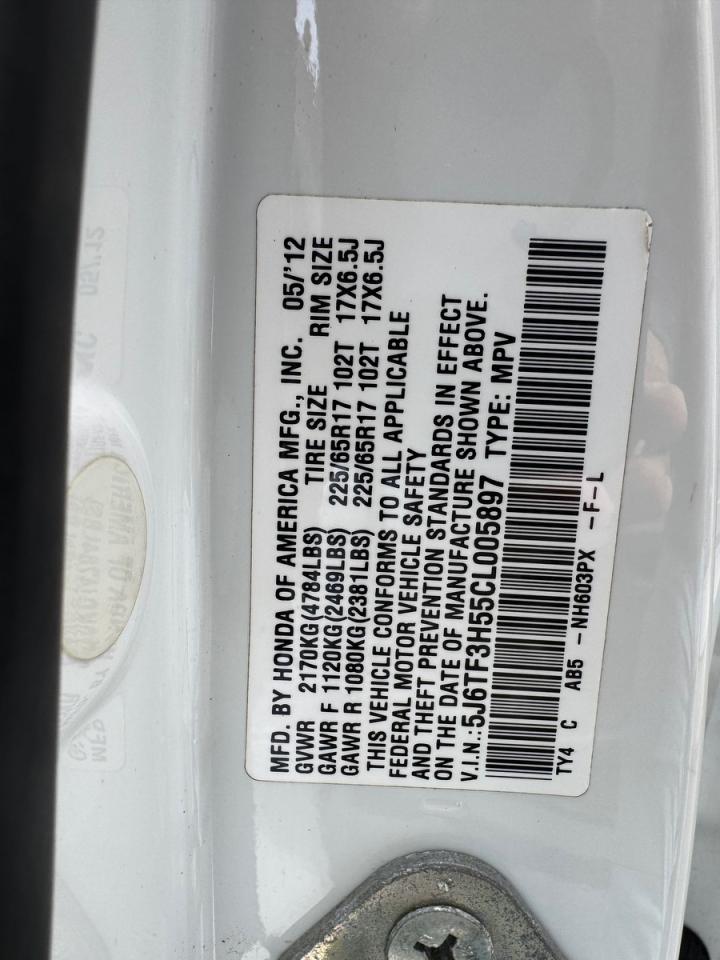 MFD. BY HONDA OF AMERICA MFG., INC. 05/'12
GVWR 2170KG(4784LBS) TIRE SIZE RIM SIZE
GAWR F 1120KG(2469LBS) 225/65R17 102T 17X6.5J
GAWR R 1080KG(2381LBS) 225/65R17 102T 17X6.5J
THIS VEHICLE CONFORMS TO ALL APPLICABLE
FEDERAL MOTOR VEHICLE SAFETY
AND THEFT PREVENTION STANDARDS IN EFFECT
ON THE DATE OF MANUFACTURE SHOWN ABOVE.
V.I.N.:5J6TF3H55CL005897 TYPE: MPV
TY4 C AB5 -NH603PX -F-L